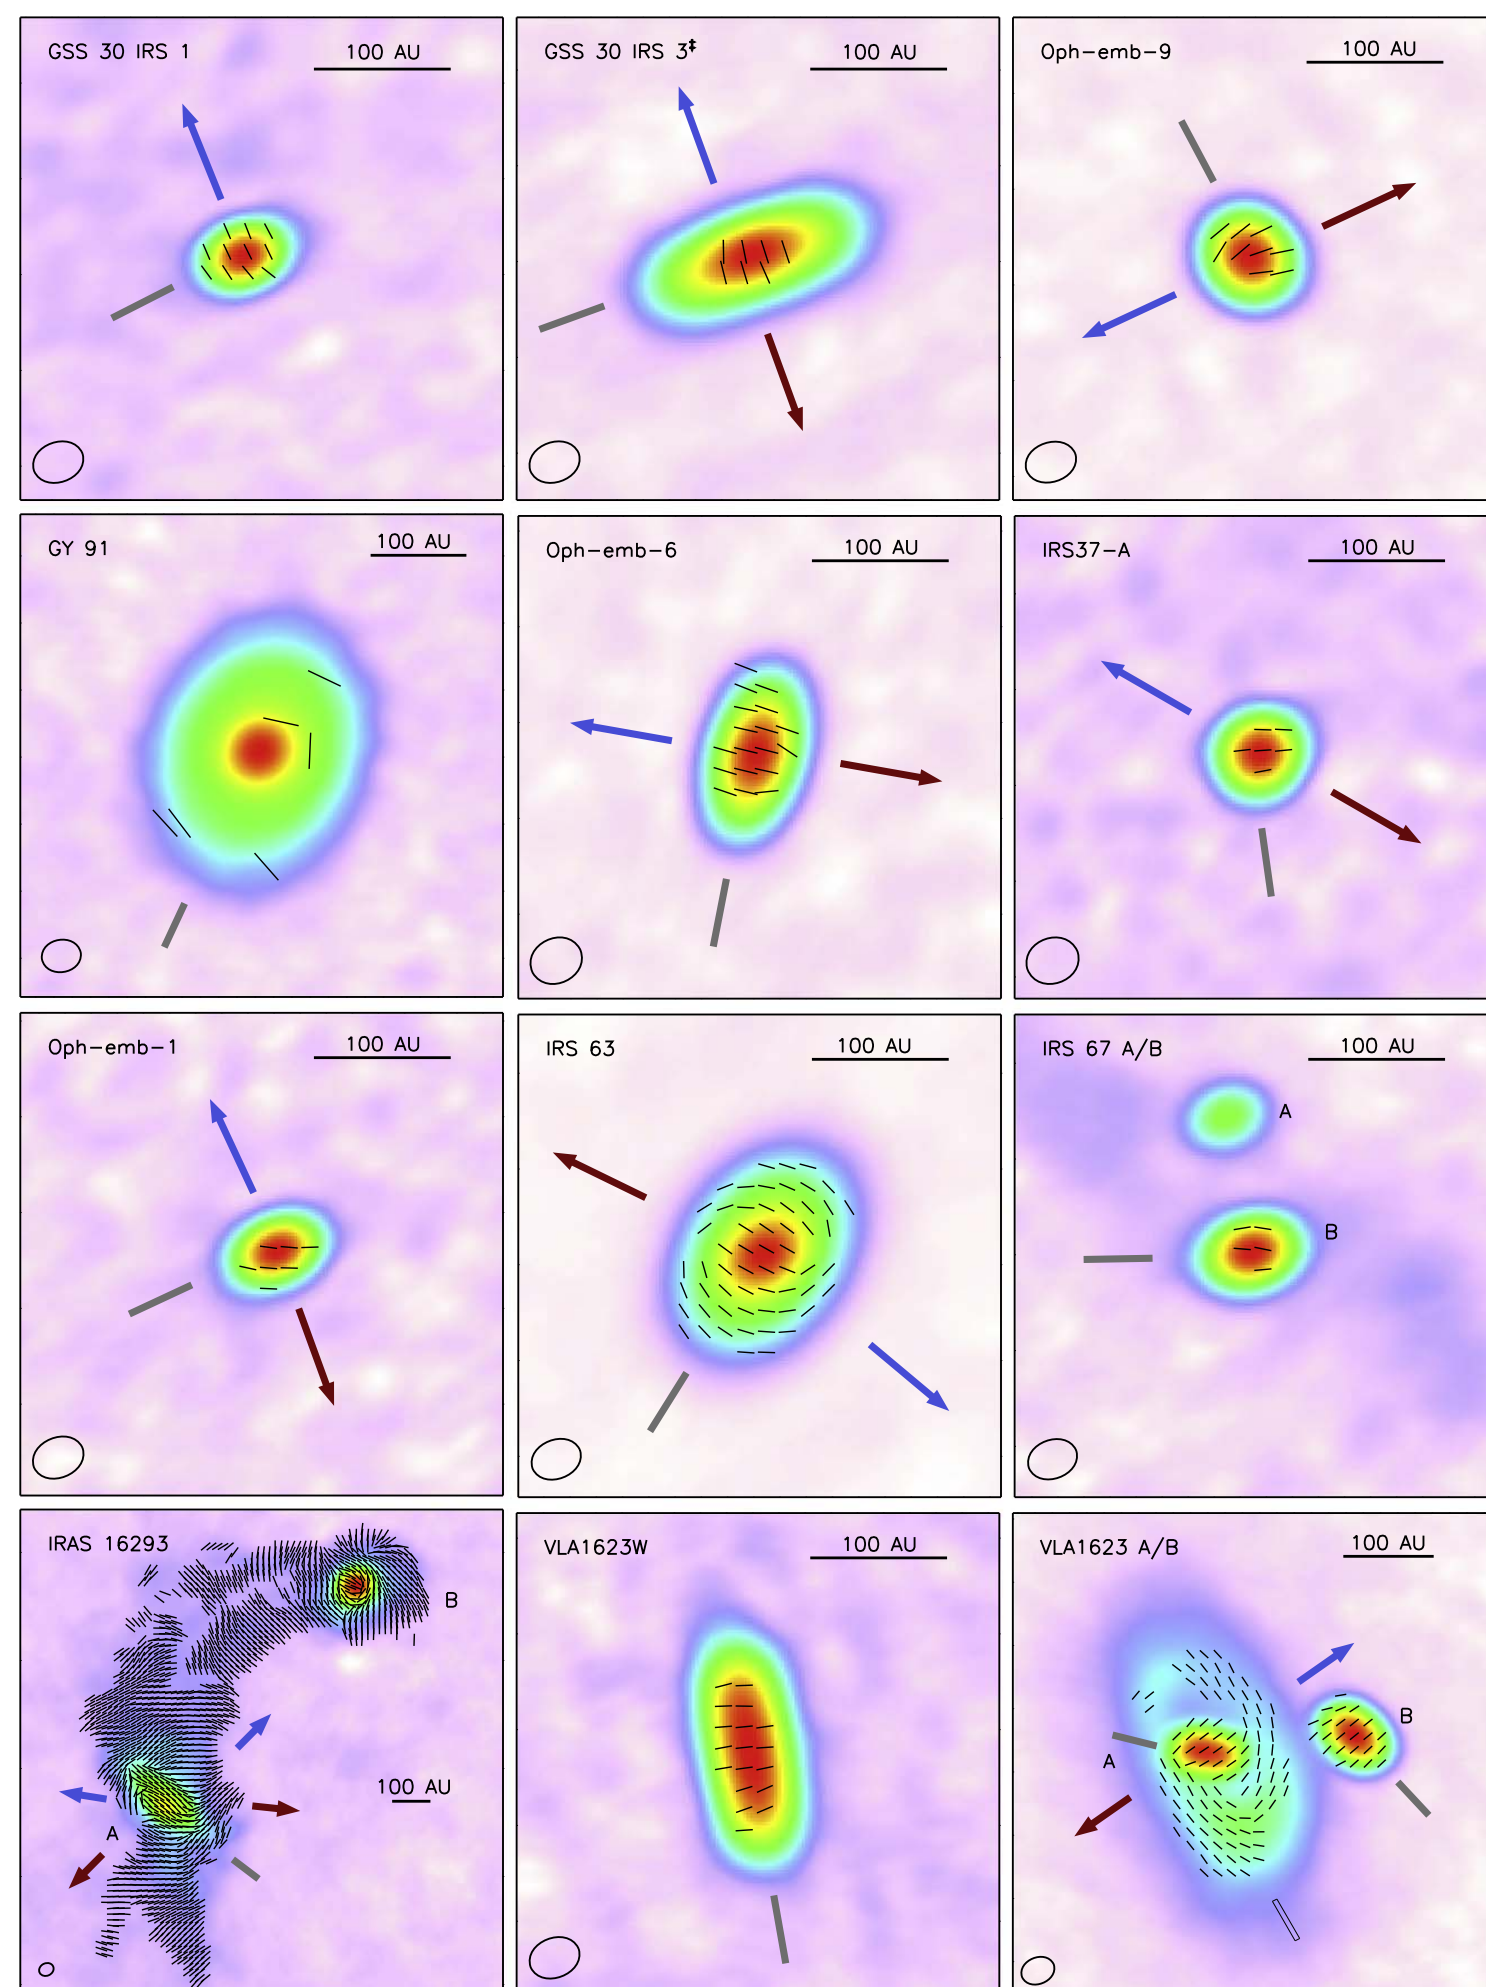 GSS 30 IRS 1
100 AU
GSS 30 IRS 3‡
100 AU
Oph-emb-9
100 AU
GY 91
100 AU
Oph-emb-6
100 AU
IRS37-A
100 AU
Oph-emb-1
100 AU
IRS 63
100 AU
IRS 67 A/B
100 AU
A
B
IRAS 16293
B
100 AU
A
VLA1623W
100 AU
VLA1623 A/B
100 AU
B
A